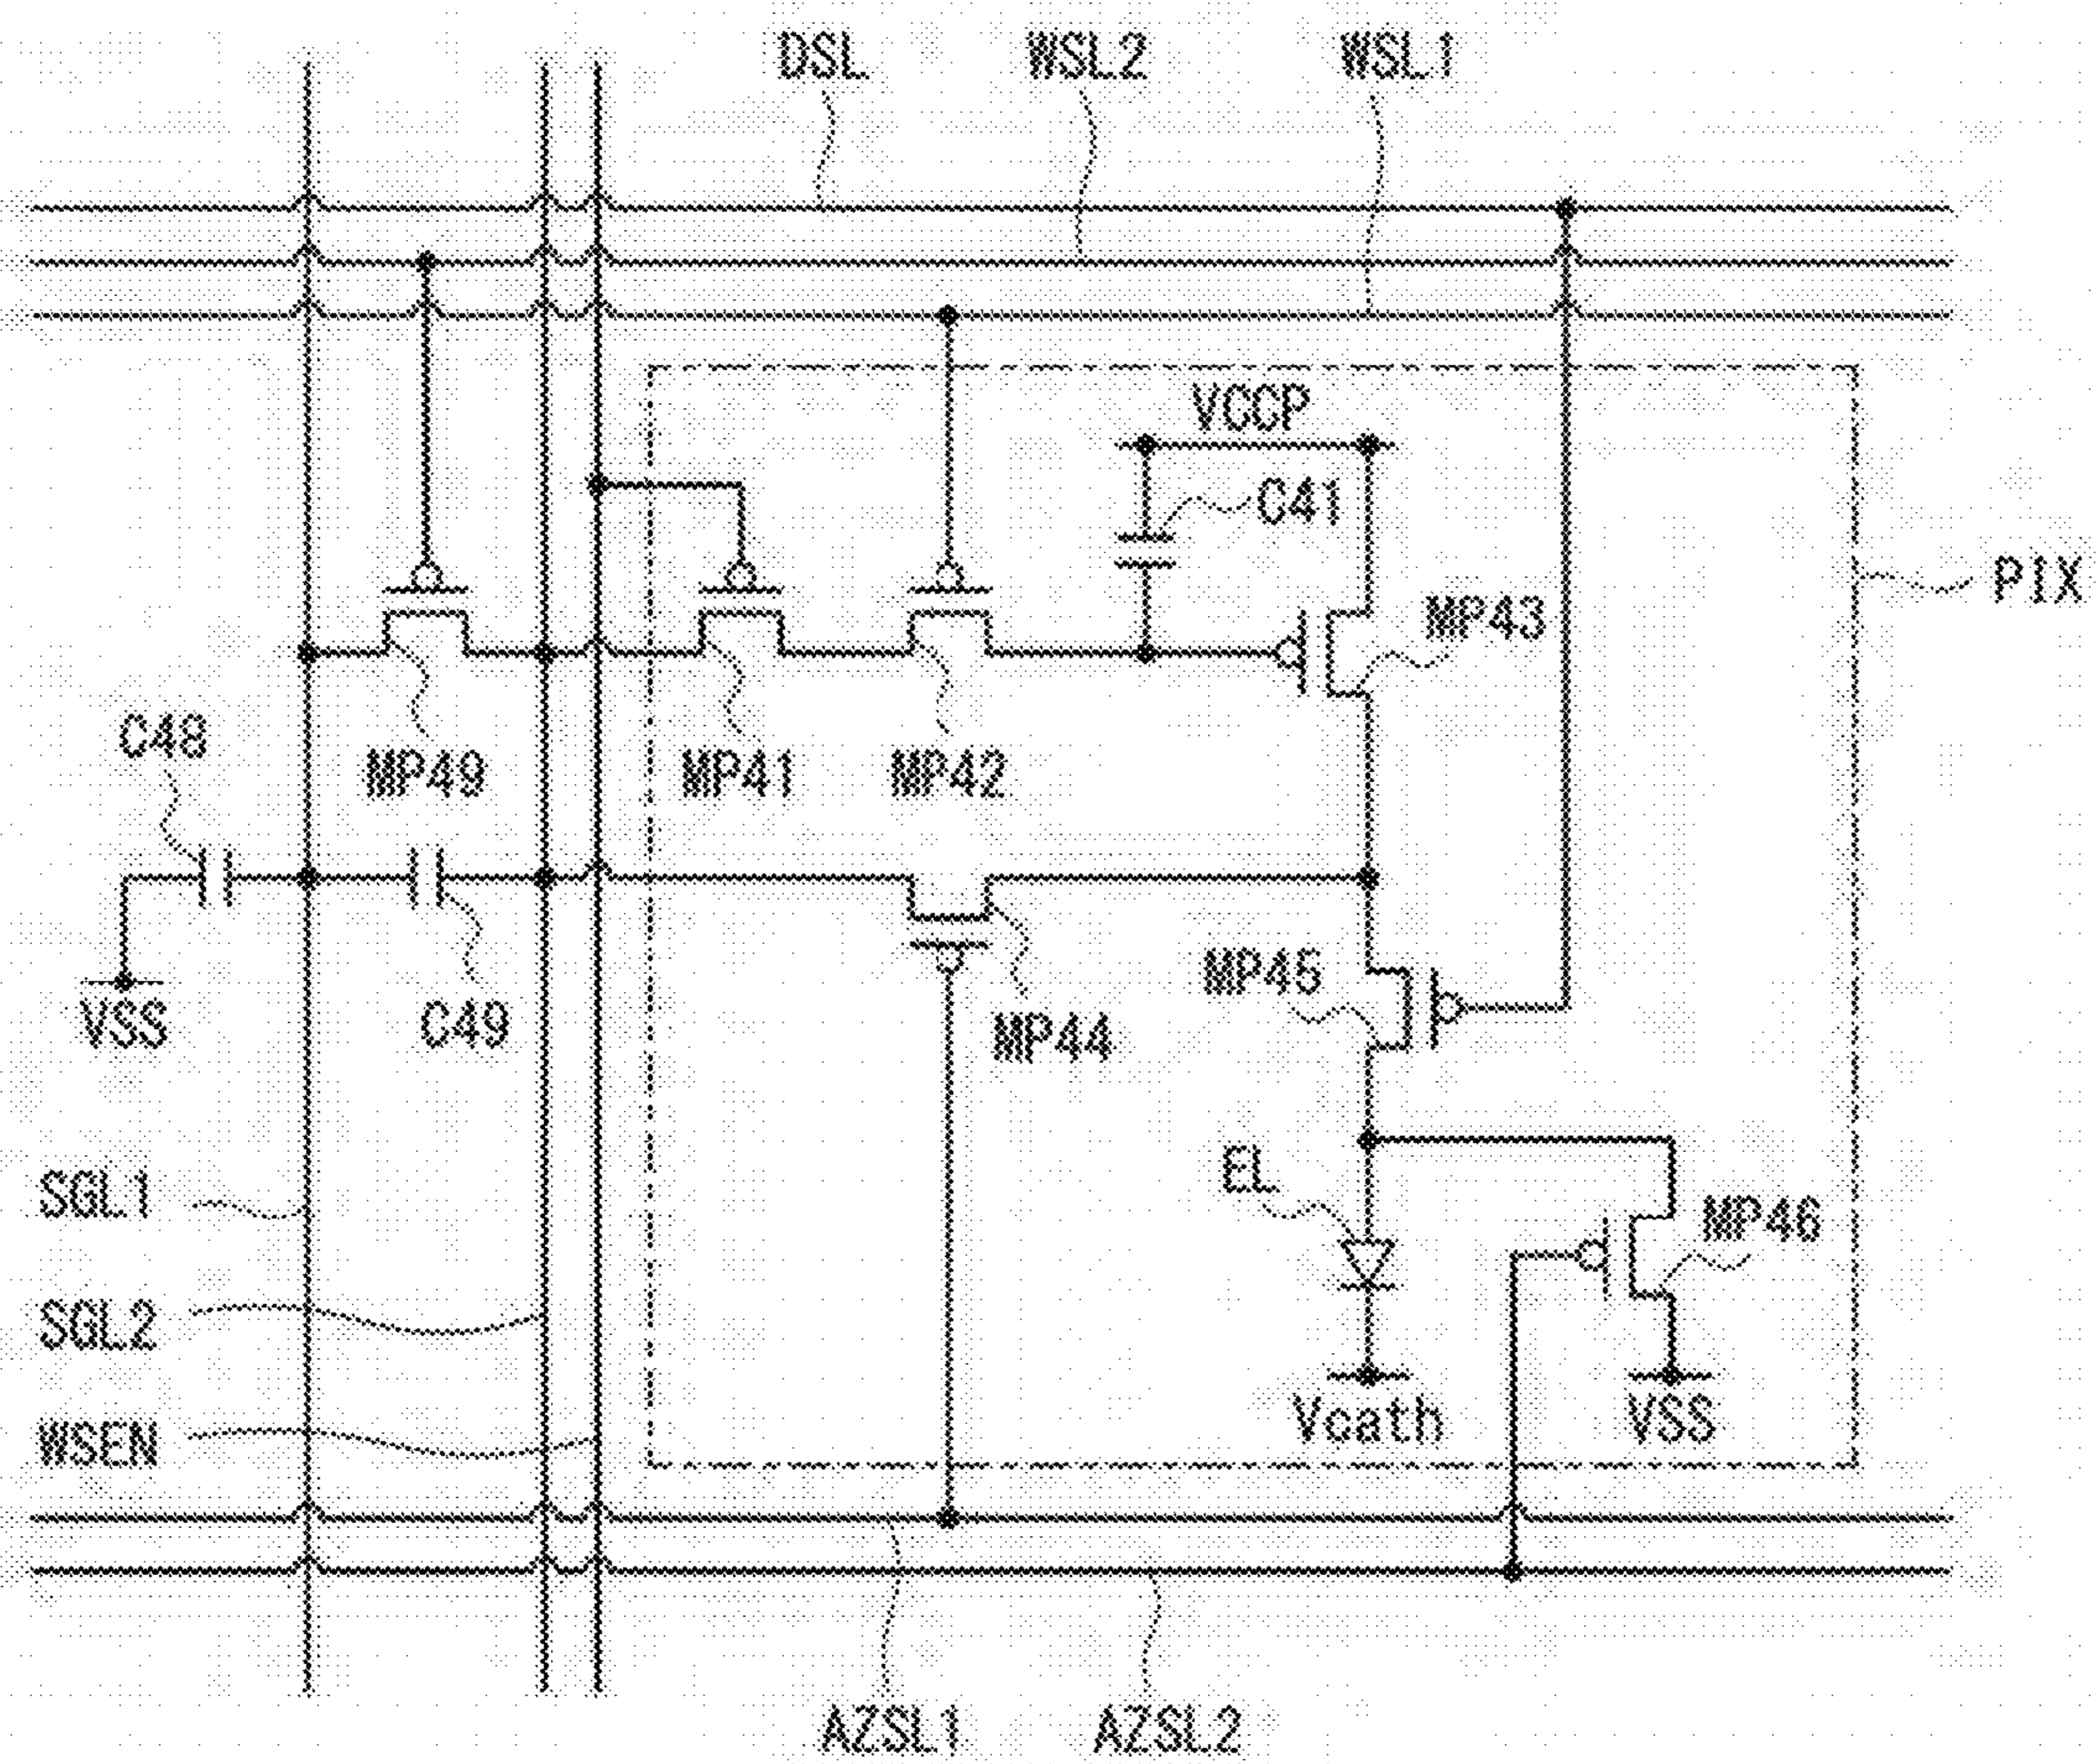 DSL WSL2 WSL1
VCCP
C41
PIX
MP43
C48
MP49 MP41 MP42
MP45
VSS C49 MP44
EL
SGL1
MP46
SGL2
Vcath VSS
WSEN
AZSL1 AZSL2